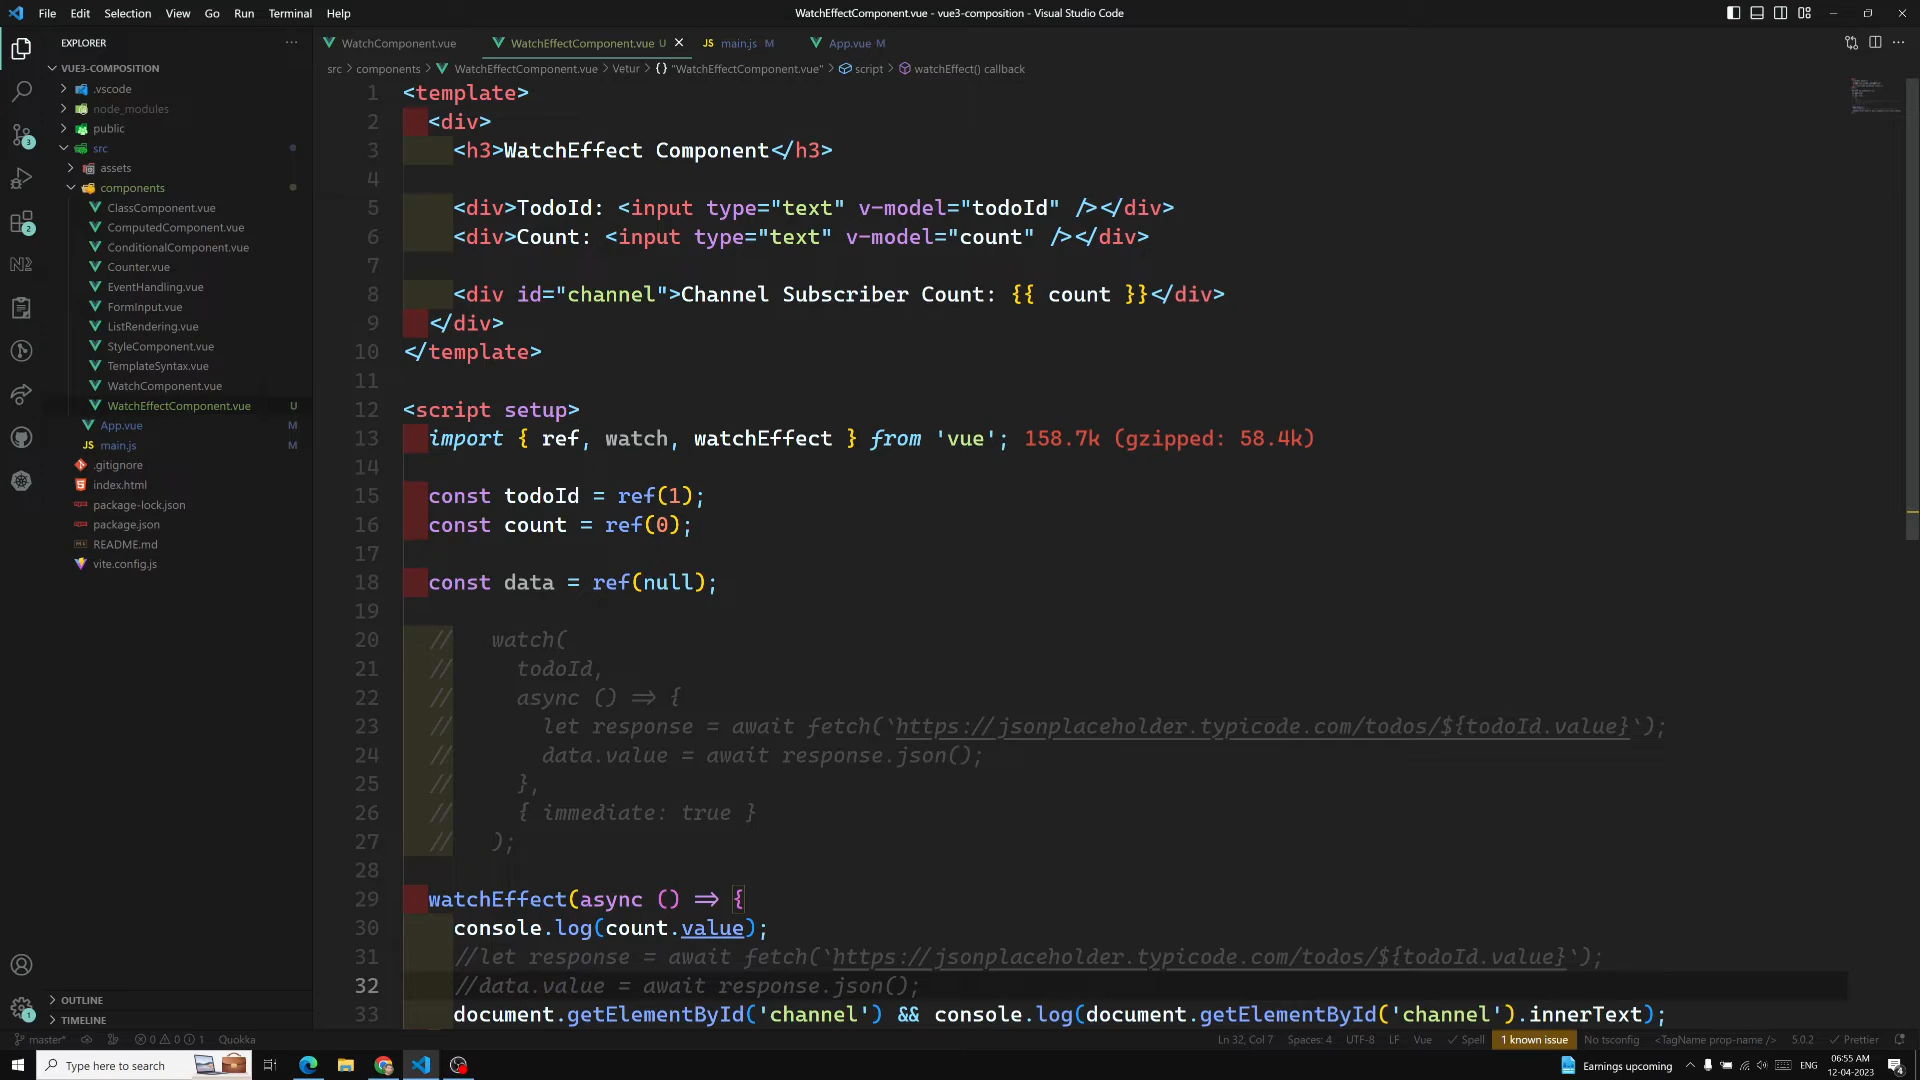 File Edit Selection View Go Run Terminal Help
WatchEffectComponent.vue - vue3-composition - Visual Studio Code
EXPLORER
VUE3-COMPOSITION
.vscode
node_modules
public
src
assets
components
ClassComponent.vue
ComputedComponent.vue
ConditionalComponent.vue
Counter.vue
EventHandling.vue
FormInput.vue
ListRendering.vue
StyleComponent.vue
TemplateSyntax.vue
WatchComponent.vue
WatchEffectComponent.vue U
App.vue M
JS main.js M
.gitignore
index.html
package-lock.json
package.json
README.md
vite.config.js
OUTLINE
TIMELINE
WatchComponent.vue WatchEffectComponent.vue U JS main.js M App.vue M
src > components > WatchEffectComponent.vue > Vetur > {} "WatchEffectComponent.vue" > script > watchEffect() callback
1 <template>
2 <div>
3 <h3>WatchEffect Component</h3>
4
5 <div>TodoId: <input type="text" v-model="todoId" /></div>
6 <div>Count: <input type="text" v-model="count" /></div>
7
8 <div id="channel">Channel Subscriber Count: {{ count }}</div>
9 </div>
10 </template>
11
12 <script setup>
13 import { ref, watch, watchEffect } from 'vue'; 158.7k (gzipped: 58.4k)
14
15 const todoId = ref(1);
16 const count = ref(0);
17
18 const data = ref(null);
19
20 // watch(
21 // todoId,
22 // async () => {
23 // let response = await fetch(`https://jsonplaceholder.typicode.com/todos/${todoId.value}`);
24 // data.value = await response.json();
25 // },
26 // { immediate: true }
27 // );
28
29 watchEffect(async () => {
30 console.log(count.value);
31 //let response = await fetch(`https://jsonplaceholder.typicode.com/todos/${todoId.value}`);
32 //data.value = await response.json();
33 document.getElementById('channel') && console.log(document.getElementById('channel').innerText);
master* 0 0 1 Quokka
Ln 32, Col 7 Spaces: 4 UTF-8 LF Vue Spell 1 known issue No tsconfig <TagName prop-name /> 5.0.2 Prettier
Type here to search
Earnings upcoming ENG 06:55 AM
12-04-2023